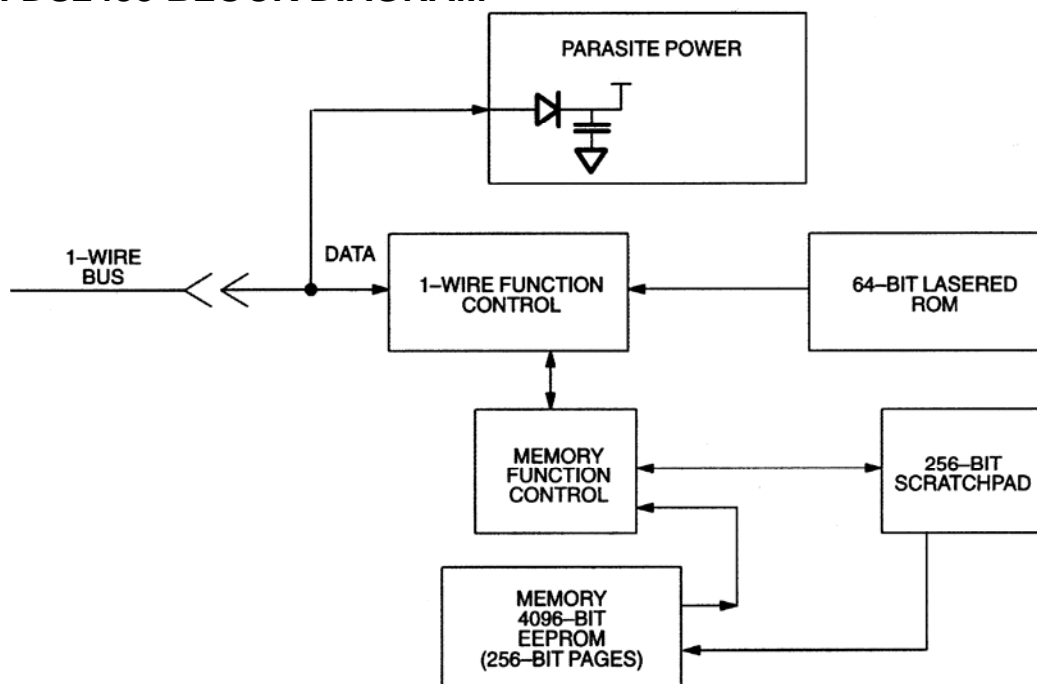 PARASITE POWER
1–WIRE
BUS
DATA
1–WIRE FUNCTION
CONTROL
64–BIT LASERED
ROM
MEMORY
FUNCTION
CONTROL
256–BIT
SCRATCHPAD
MEMORY
4096–BIT
EEPROM
(256–BIT PAGES)